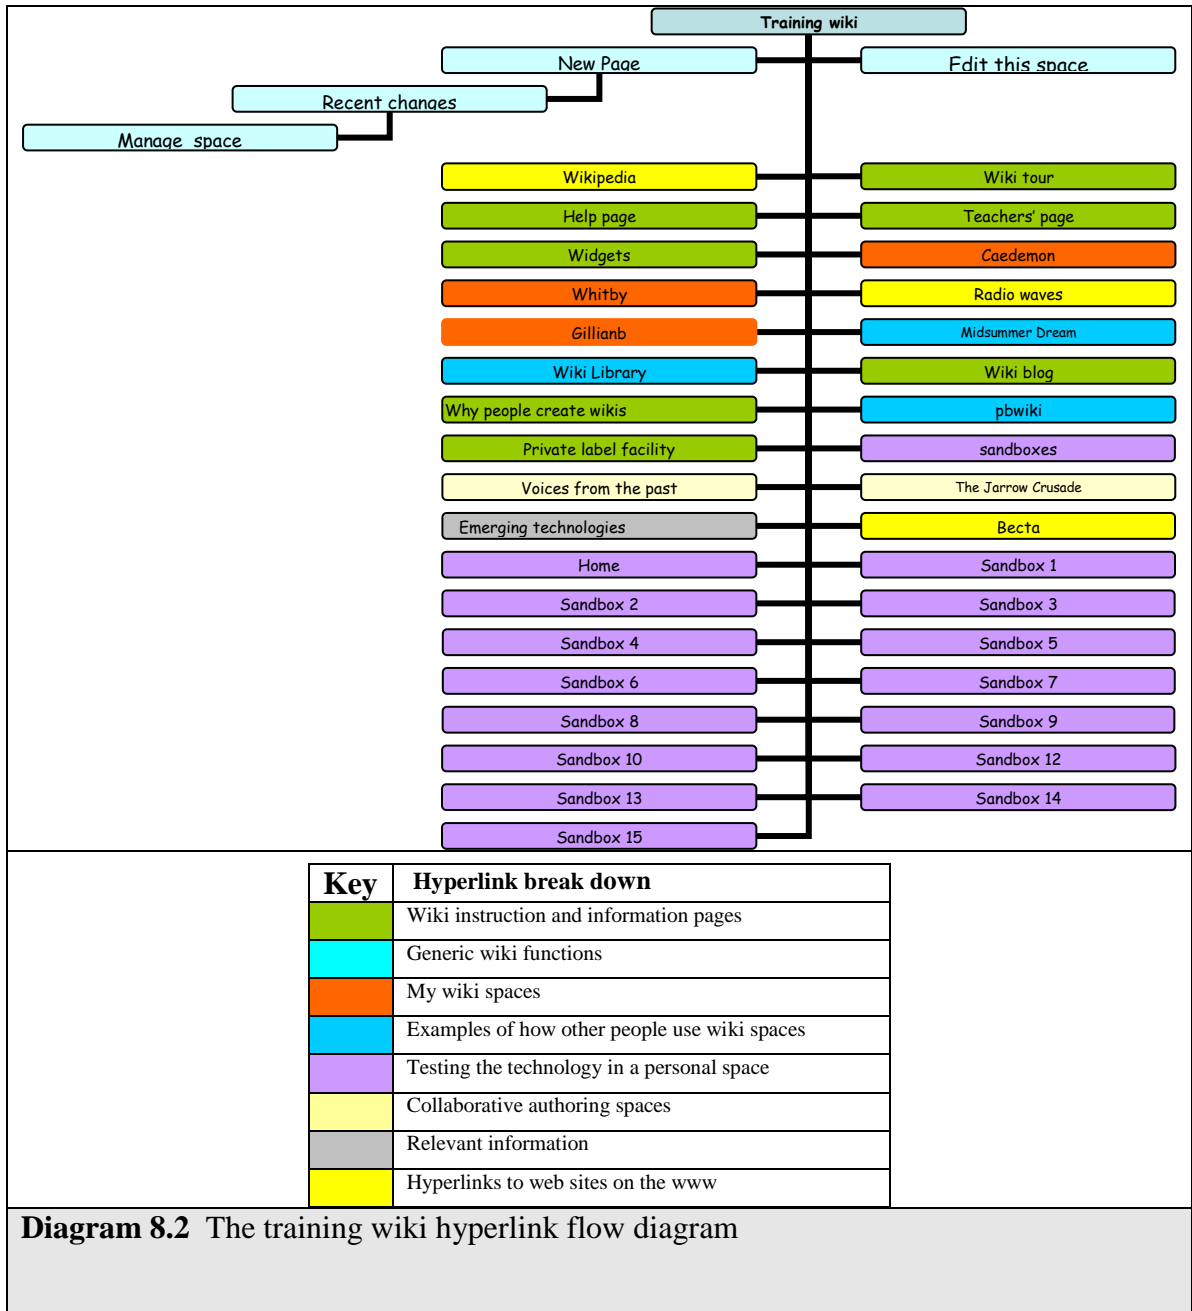 Training wiki
New Page
Edit this space
Recent changes
Manage space
Wikipedia
Wiki tour
Help page
Teachers' page
Widgets
Caedemon
Whitby
Radio waves
Gillianb
Midsummer Dream
Wiki Library
Wiki blog
Why people create wikis
pbwiki
Private label facility
sandboxes
Voices from the past
The Jarrow Crusade
Emerging technologies
Becta
Home
Sandbox 1
Sandbox 2
Sandbox 3
Sandbox 4
Sandbox 5
Sandbox 6
Sandbox 7
Sandbox 8
Sandbox 9
Sandbox 10
Sandbox 12
Sandbox 13
Sandbox 14
Sandbox 15
Key Hyperlink break down
Wiki instruction and information pages
Generic wiki functions
My wiki spaces
Examples of how other people use wiki spaces
Testing the technology in a personal space
Collaborative authoring spaces
Relevant information
Hyperlinks to web sites on the www
Diagram 8.2 The training wiki hyperlink flow diagram